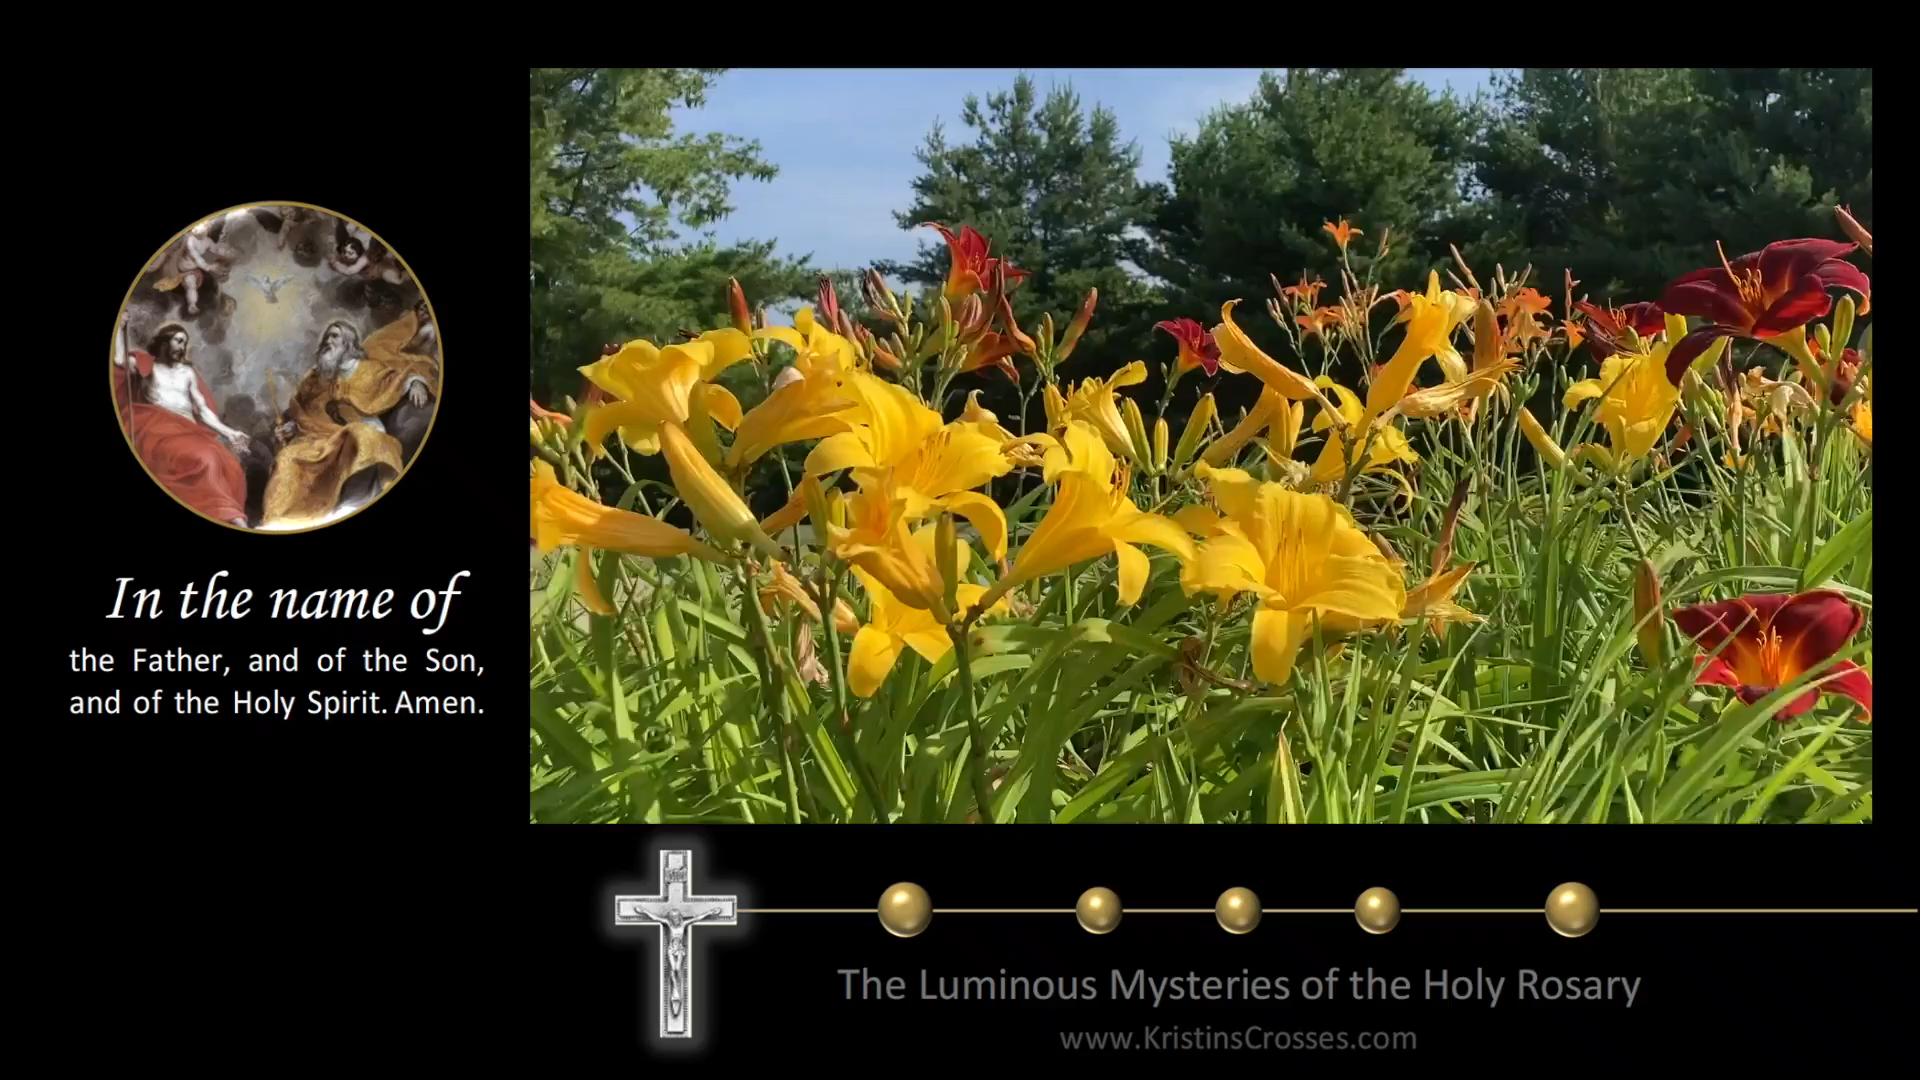 In the name of
the Father, and of the Son,
and of the Holy Spirit. Amen.
The Luminous Mysteries of the Holy Rosary
www.KristinsCrosses.com